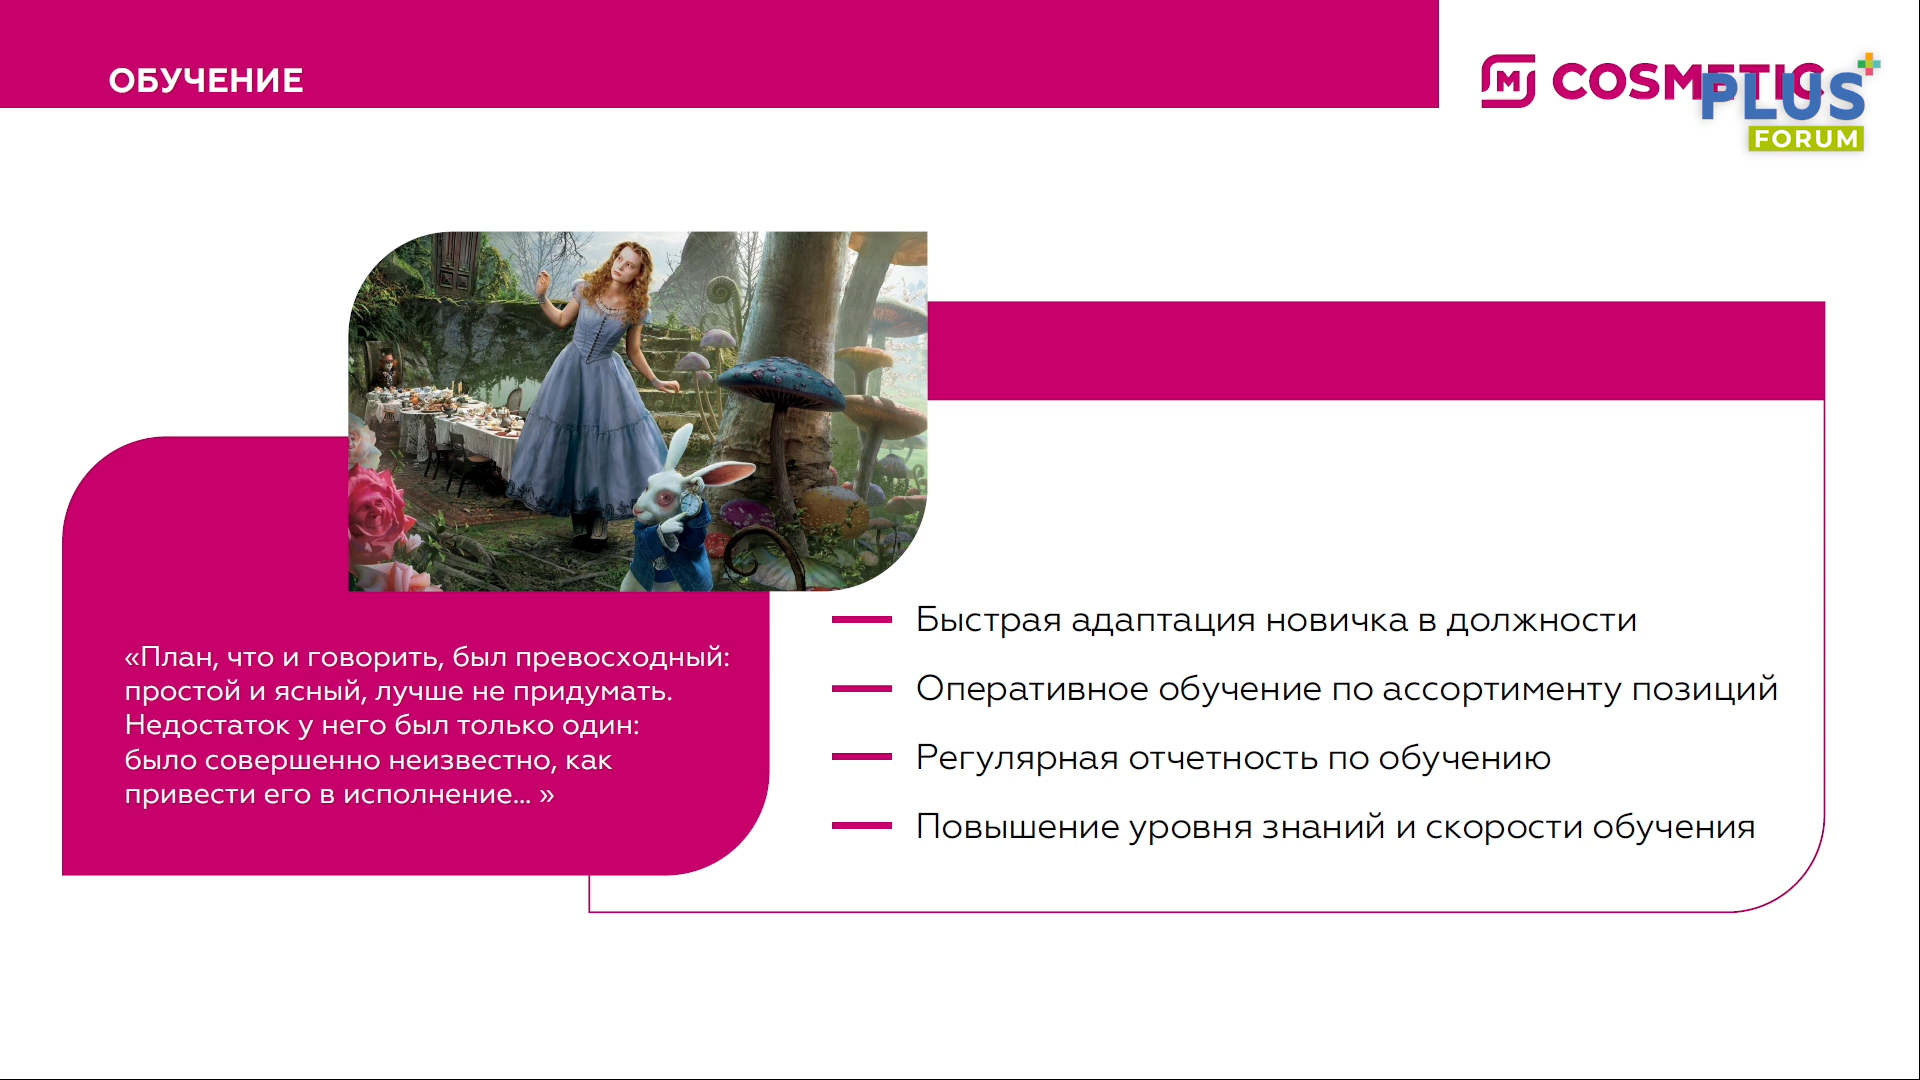 ОБУЧЕНИЕ
М COSMETIC
PLUS
FORUM
«План, что и говорить, был превосходный:
простой и ясный, лучше не придумать.
Недостаток у него был только один:
было совершенно неизвестно, как
привести его в исполнение... »
Быстрая адаптация новичка в должности
Оперативное обучение по ассортименту позиций
Регулярная отчетность по обучению
Повышение уровня знаний и скорости обучения